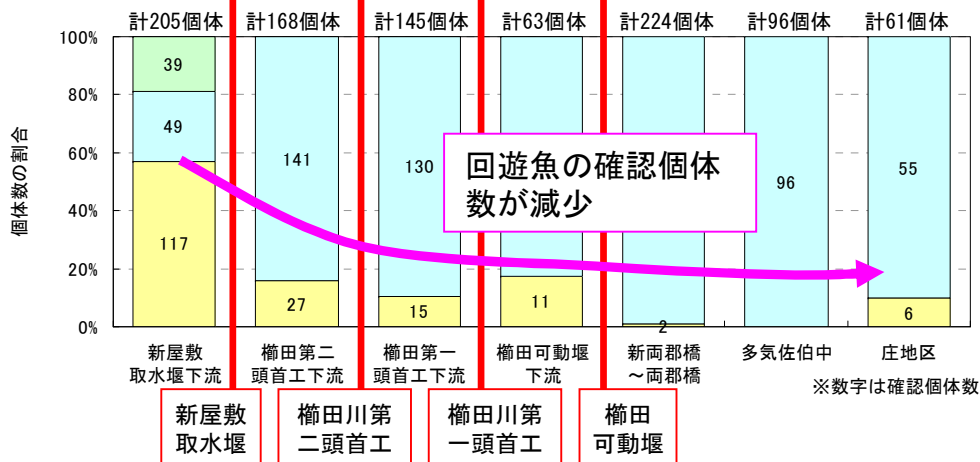 計205個体 計168個体 計145個体 計63個体 計224個体 計96個体 計61個体
個体数の割合
100%
80%
60%
40%
20%
0%
39
49
117
141
27
130
15
11
2
96
55
6
回遊魚の確認個体
数が減少
新屋敷
取水堰下流
櫛田第二
頭首工下流
櫛田第一
頭首工下流
櫛田可動堰
下流
新両郡橋
～両郡橋
多気佐伯中
庄地区
※数字は確認個体数
新屋敷
取水堰
櫛田川第
二頭首工
櫛田川第
一頭首工
櫛田
可動堰